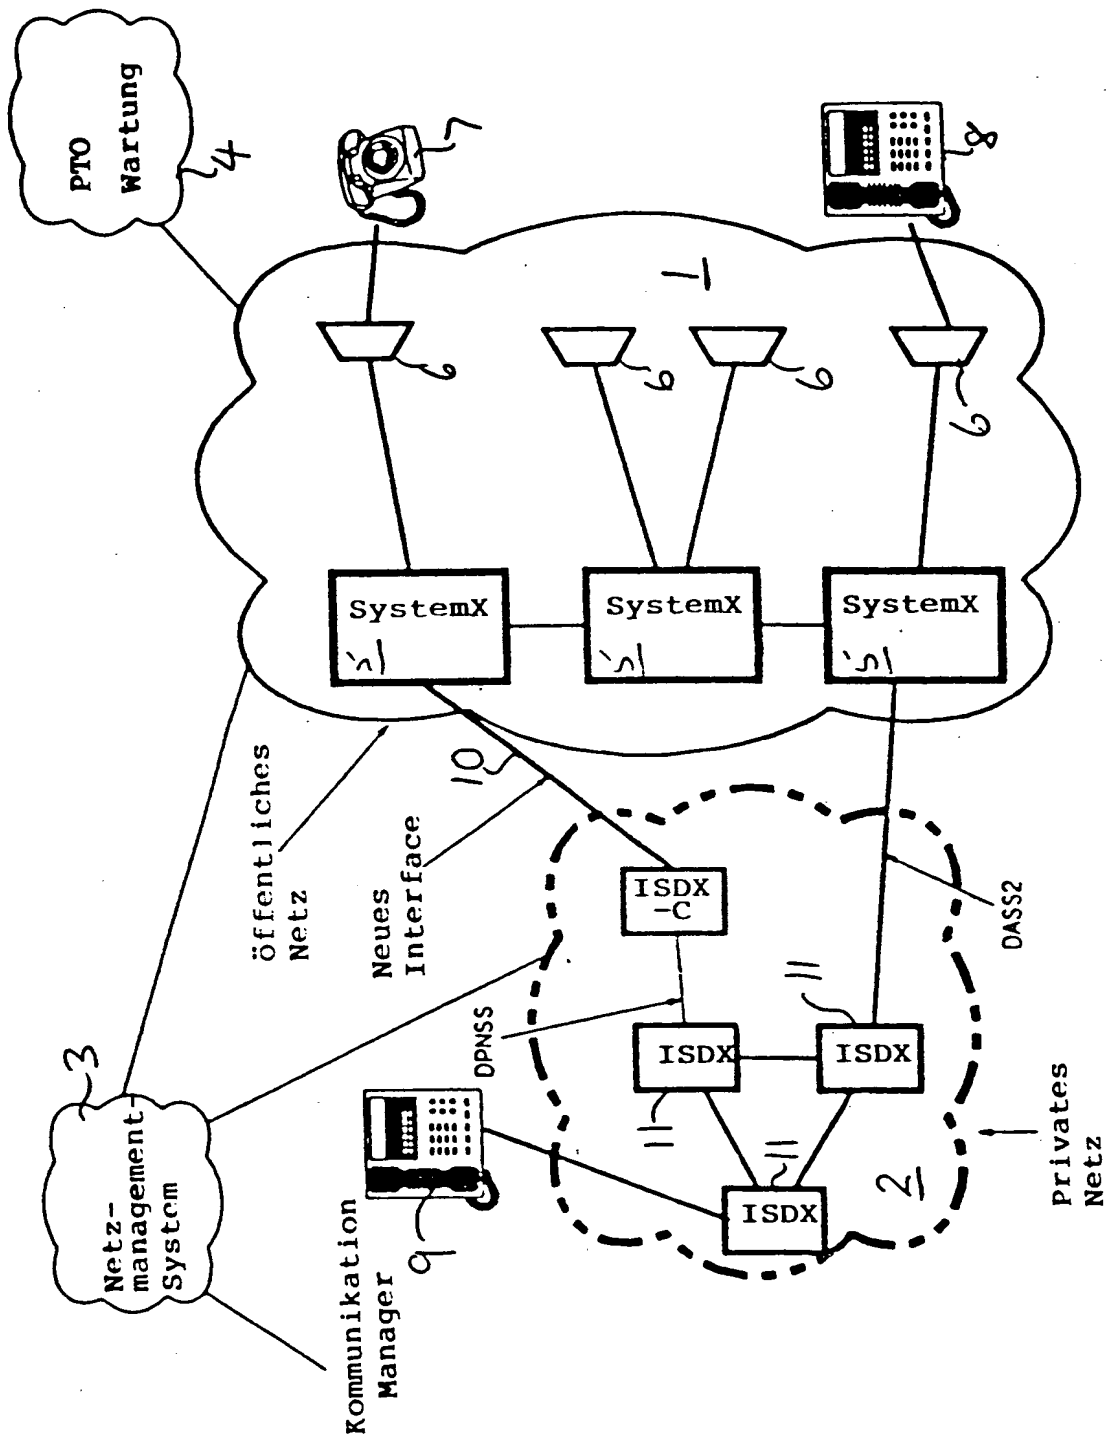 PTO
Wartung
4
7
8
1
6
6
6
6
SystemX
5
SystemX
5
SystemX
5
Öffentliches
Netz
10
Neues
Interface
ISDX
-C
DASS2
DPNSS
3
Netz-
management-
System
ISDX
11
ISDX
11
ISDX
11
2
9
Kommunikation
Manager
Privates
Netz